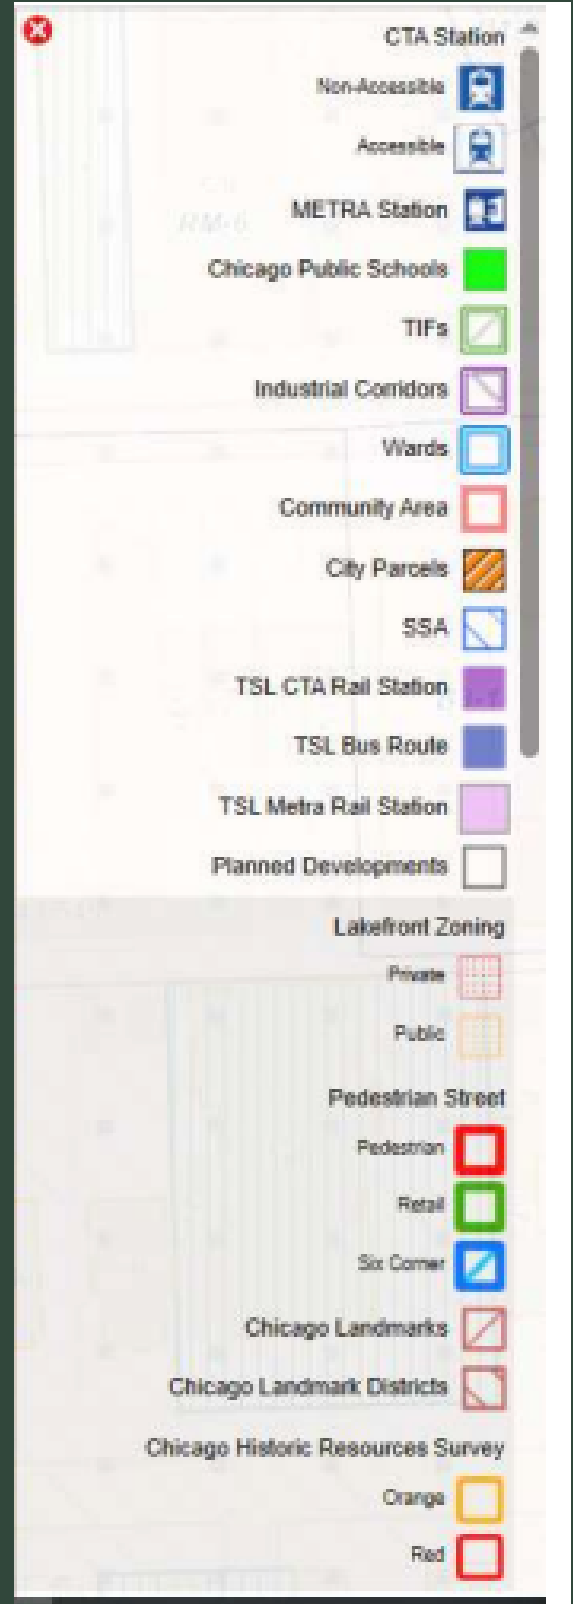 CTA Station
Non-Accessible
Accessible
RM-6
METRA Station
Chicago Public Schools
TIFs
Industrial Corridors
Wards
Community Area
City Parcels
SSA
TSL CTA Rail Station
TSL Bus Route
TSL Metra Rail Station
Planned Developments
Lakefront Zoning
Private
Public
Pedestrian Street
Pedestrian
Retail
Six Corner
Chicago Landmarks
Chicago Landmark Districts
Chicago Historic Resources Survey
Orange
Red